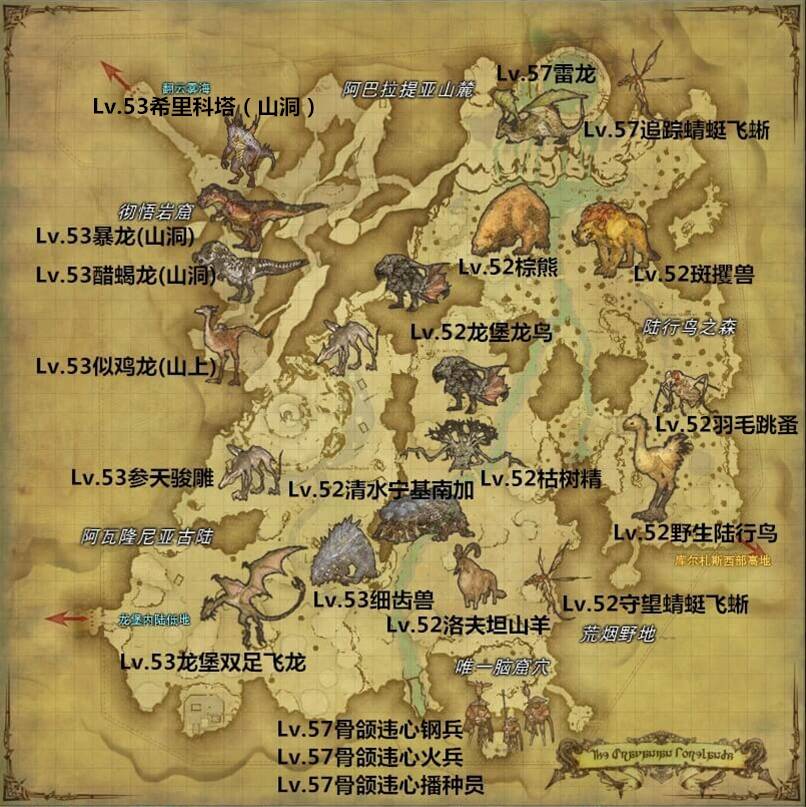 Lv.57雷龙
翻云雾海
阿巴拉提亚山麓
Lv.53希里科塔（山洞）
Lv.57追踪蜻蜓飞蜥
彻悟岩窟
Lv.53暴龙(山洞)
Lv.53醋蝎龙(山洞)
Lv.52棕熊
Lv.52斑攫兽
Lv.52龙堡龙鸟
陆行鸟之森
Lv.53似鸡龙(山上)
Lv.52羽毛跳蚤
Lv.53参天骏雕
Lv.52清水宁基南加
Lv.52枯树精
阿瓦隆尼亚古陆
Lv.52野生陆行鸟
库尔札斯西部高地
Lv.53细齿兽
Lv.52守望蜻蜓飞蜥
龙堡内陆低地
Lv.52洛夫坦山羊
荒烟野地
Lv.53龙堡双足飞龙
唯一脑窟穴
Lv.57骨颌违心钢兵
Lv.57骨颌违心火兵
Lv.57骨颌违心播种员
The Dravanian Forelands